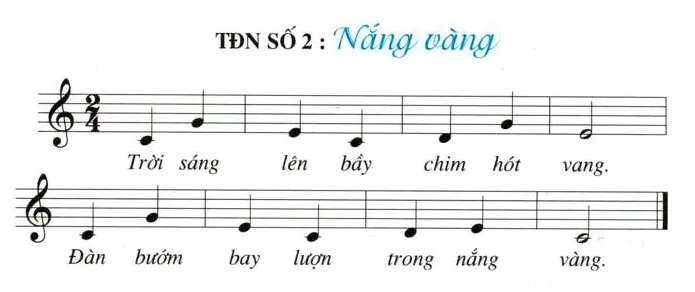 TĐN SỐ 2 : Nắng vàng
2
4
Trời sáng lên bầy chim hót vang.
Đàn bướm bay lượn trong nắng vàng.